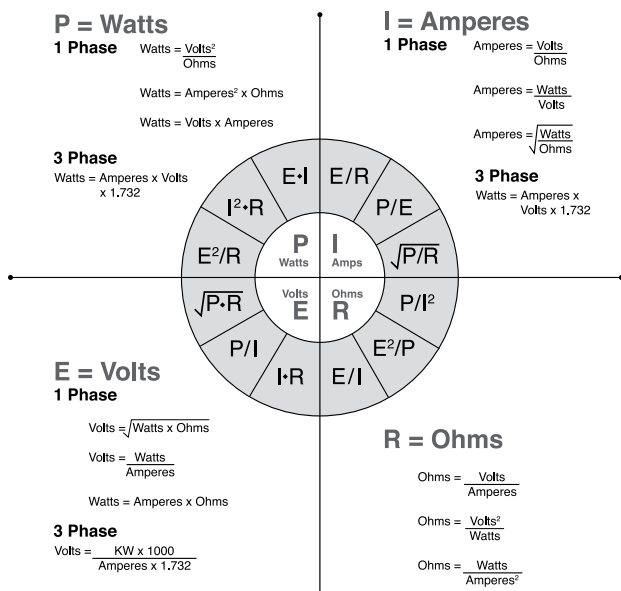 P = Watts
1 Phase
Watts = Volts²
Ohms
Watts = Amperes² x Ohms
Watts = Volts x Amperes
3 Phase
Watts = Amperes x Volts
x 1.732
I = Amperes
1 Phase
Amperes = Volts
Ohms
Amperes = Watts
Volts
Amperes = √Watts
Ohms
3 Phase
Watts = Amperes x
Volts x 1.732
E•I
E/R
I²•R
P/E
E²/R
√P/R
P
Watts
I
Amps
Volts
E
Ohms
R
√P•R
P/I²
P/I
E²/P
I•R
E/I
E = Volts
1 Phase
Volts = √Watts x Ohms
Volts = Watts
Amperes
Watts = Amperes x Ohms
3 Phase
Volts = KW x 1000
Amperes x 1.732
R = Ohms
Ohms = Volts
Amperes
Ohms = Volts²
Watts
Ohms = Watts
Amperes²